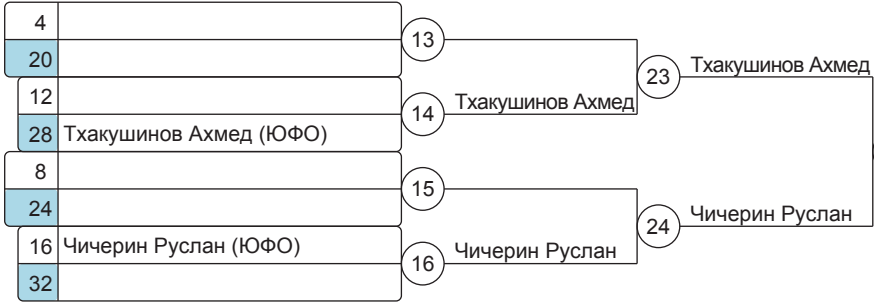 4
13
20
23
Тхакушинов Ахмед
12
14
Тхакушинов Ахмед
28 Тхакушинов Ахмед (ЮФО)
8
15
24
24
Чичерин Руслан
16 Чичерин Руслан (ЮФО)
16
Чичерин Руслан
32